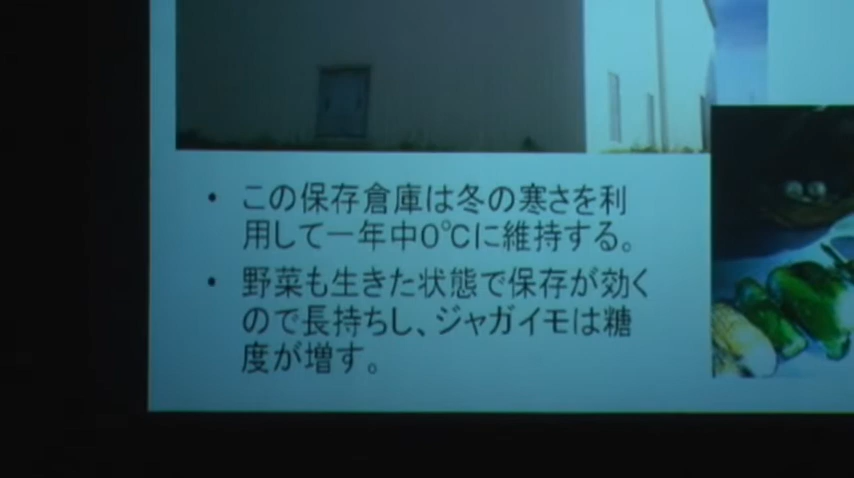 • この保存倉庫は冬の寒さを利
用して一年中0℃に維持する。
• 野菜も生きた状態で保存が効く
ので長持ちし、ジャガイモは糖
度が増す。